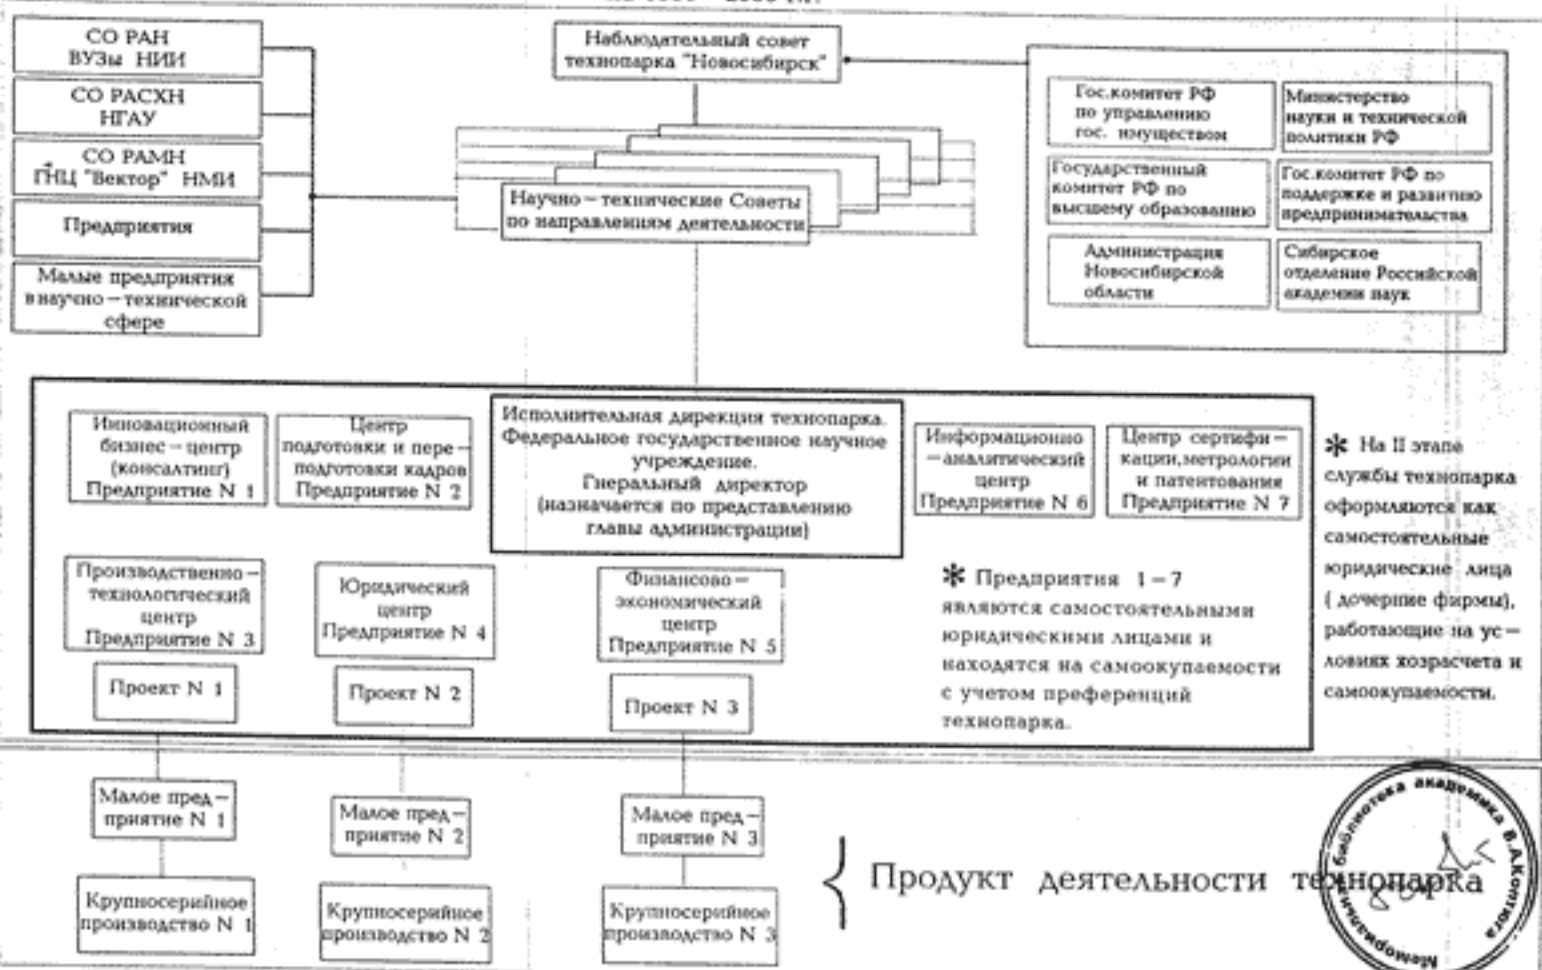 СО РАН
ВУЗы НИИ
СО РАСХН
НГАУ
СО РАМН
ГНЦ "Вектор" НМИ
Предприятия
Малые предприятия
в научно – технической
сфере
Наблюдательный совет
технопарка "Новосибирск"
Научно – технические Советы
по направлениям деятельности
Гос.комитет РФ
по управлению
гос. имуществом
Министерство
науки и технической
политики РФ
Государственный
комитет РФ по
высшему образованию
Гос.комитет РФ по
поддержке и развитию
предпринимательства
Администрация
Новосибирской
области
Сибирское
отделение Российской
академии наук
Инновационный
бизнес – центр
(консалтинг)
Предприятие N 1
Центр
подготовки и пере –
подготовки кадров
Предприятие N 2
Исполнительная дирекция технопарка.
Федеральное государственное научное
учреждение.
Гнеральный директор
(назначается по представлению
главы администрации)
Информационно
– аналитический
центр
Предприятие N 6
Центр сертифи –
кации, метрологии
и патентования
Предприятие N 7
* На II этапе
службы технопарка
оформляются как
самостоятельные
юридические лица
( дочерние фирмы),
работающие на ус –
ловиях хозрасчета и
самоокупаемости.
Производственно –
технологический
центр
Предприятие N 3
Юридический
центр
Предприятие N 4
Финансово –
экономический
центр
Предприятие N 5
* Предприятия 1 – 7
являются самостоятельными
юридическими лицами и
находятся на самоокупаемости
с учетом преференций
технопарка.
Проект N 1
Проект N 2
Проект N 3
Малое пред –
приятие N 1
Малое пред –
приятие N 2
Малое пред –
приятие N 3
Крупносерийное
производство N 1
Крупносерийное
производство N 2
Крупносерийное
производство N 3
Продукт деятельности технопарка
Мемориальная библиотека академика В.А.Коптюга